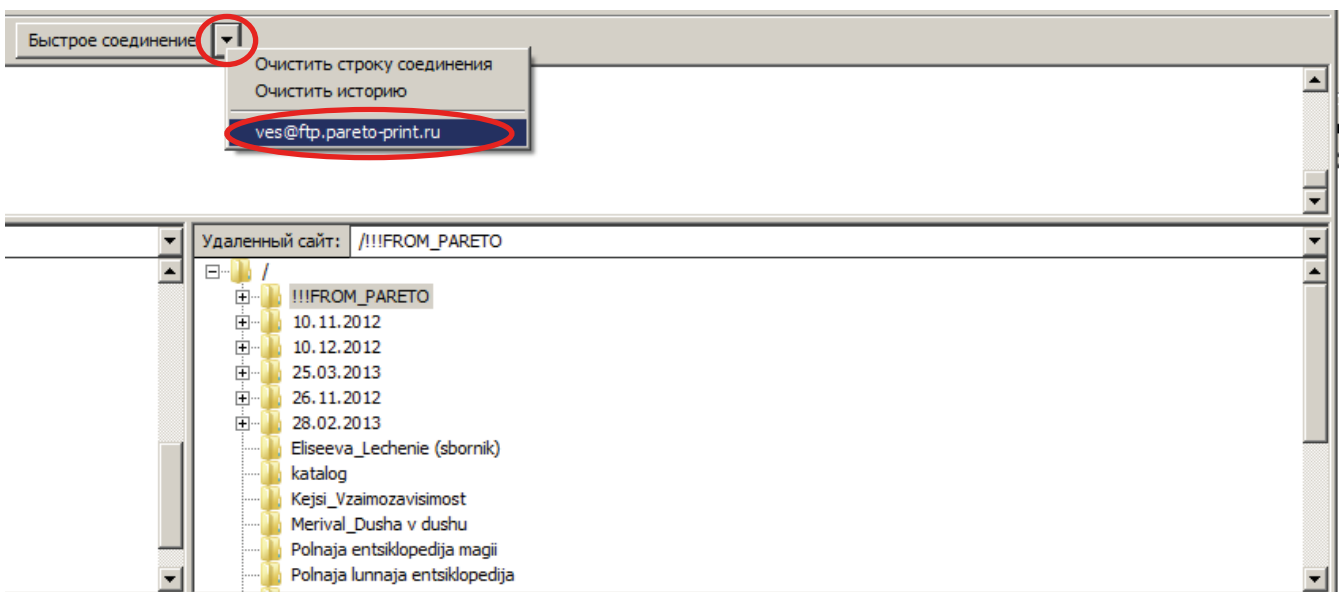 Быстрое соединение
Очистить строку соединения
Очистить историю
ves@ftp.pareto-print.ru
Удаленный сайт: /!!!FROM_PARETO
/
!!!FROM_PARETO
10.11.2012
10.12.2012
25.03.2013
26.11.2012
28.02.2013
Eliseeva_Lechenie (sbornik)
katalog
Kejsi_Vzaimozavisimost
Merival_Dusha v dushu
Polnaja entsiklopedija magii
Polnaja lunnaja entsiklopedija